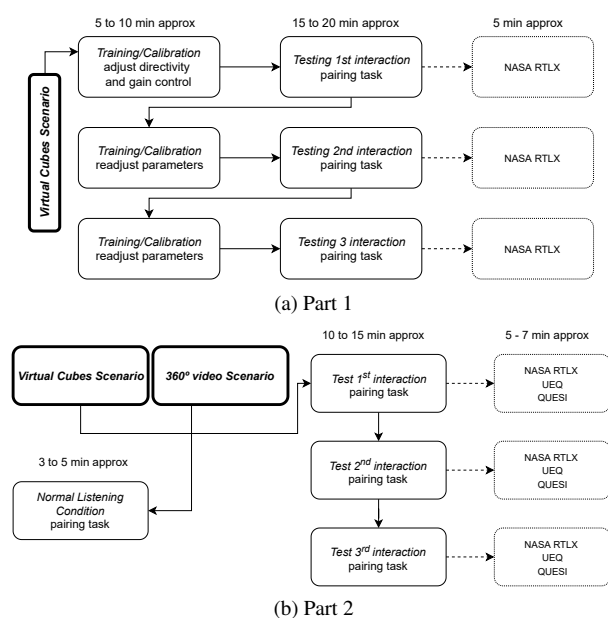 5 to 10 min approx
15 to 20 min approx
5 min approx
Virtual Cubes Scenario
Training/Calibration
adjust directivity
and gain control
Testing 1st interaction
pairing task
NASA RTLX
Training/Calibration
readjust parameters
Testing 2nd interaction
pairing task
NASA RTLX
Training/Calibration
readjust parameters
Testing 3 interaction
pairing task
NASA RTLX
(a) Part 1
10 to 15 min approx
5 - 7 min approx
Virtual Cubes Scenario
360º video Scenario
Test 1st interaction
pairing task
NASA RTLX
UEQ
QUESI
3 to 5 min approx
Normal Listening
Condition
pairing task
Test 2nd interaction
pairing task
NASA RTLX
UEQ
QUESI
Test 3rd interaction
pairing task
NASA RTLX
UEQ
QUESI
(b) Part 2